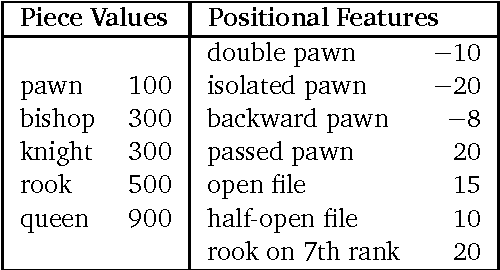 Piece Values Positional Features
double pawn −10
pawn 100 isolated pawn −20
bishop 300 backward pawn −8
knight 300 passed pawn 20
rook 500 open file 15
queen 900 half-open file 10
rook on 7th rank 20